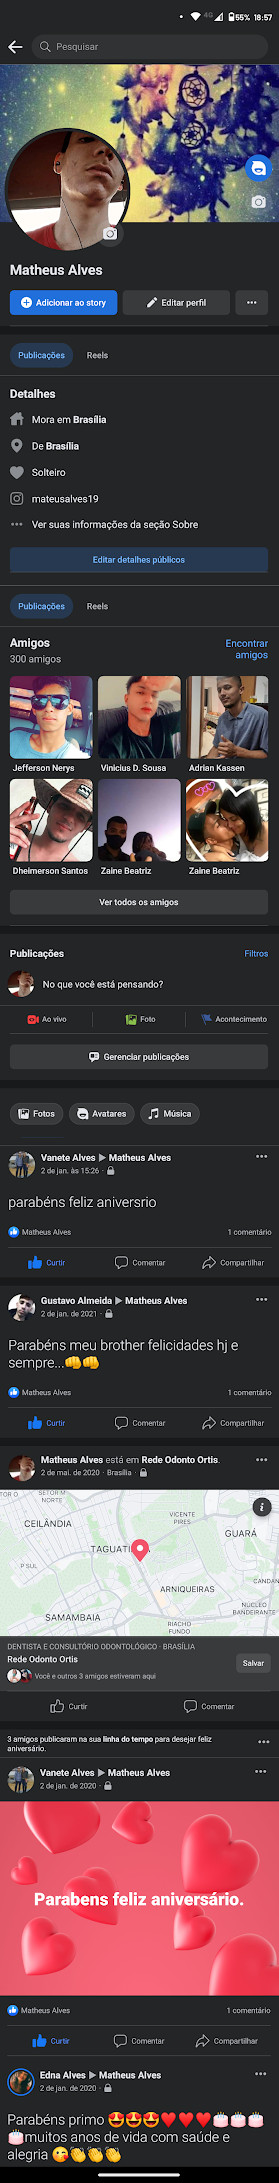 4G 55% 18:57
Pesquisar
Matheus Alves
Adicionar ao story
Editar perfil
Publicações Reels
Detalhes
Mora em Brasília
De Brasília
Solteiro
mateusalves19
Ver suas informações da seção Sobre
Editar detalhes públicos
Publicações Reels
Amigos
300 amigos
Encontrar
amigos
Jefferson Nerys Vinicius D. Sousa Adrian Kassen
Dheimerson Santos Zaine Beatriz Zaine Beatriz
Ver todos os amigos
Publicações Filtros
No que você está pensando?
Ao vivo Foto Acontecimento
Gerenciar publicações
Fotos Avatares Música
Vanete Alves ▶ Matheus Alves
2 de jan. às 15:26 ·
parabéns feliz aniversrio
Matheus Alves 1 comentário
Curtir Comentar Compartilhar
Gustavo Almeida ▶ Matheus Alves
2 de jan. de 2021 ·
Parabéns meu brother felicidades hj e
sempre...👊👊
Matheus Alves 1 comentário
Curtir Comentar Compartilhar
Matheus Alves está em Rede Odonto Ortis.
2 de mai. de 2020 · Brasília ·
SETOR M
NORTE
CEILÂNDIA
VICENTE
PIRES
GUARÁ
TAGUATI
P SUL
ARNIQUEIRAS
CANDAN
NÚCLEO
BANDEIRANTE
SAMAMBAIA
RIACHO
FUNDO
DENTISTA E CONSULTÓRIO ODONTOLÓGICO · BRASÍLIA
Rede Odonto Ortis
Você e outros 3 amigos estiveram aqui
Salvar
Curtir Comentar
3 amigos publicaram na sua linha do tempo para desejar feliz
aniversário.
Vanete Alves ▶ Matheus Alves
2 de jan. de 2020 ·
Parabens feliz aniversário.
Matheus Alves 1 comentário
Curtir Comentar Compartilhar
Edna Alves ▶ Matheus Alves
2 de jan. de 2020 ·
Parabéns primo 😍😍😍❤️❤️❤️🎂🎂🎂
🎂muitos anos de vida com saúde e
alegria 😘👏👏👏